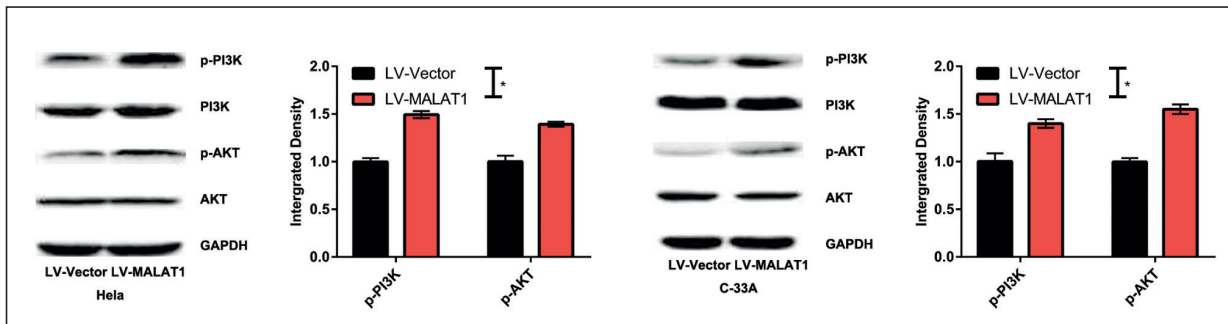 p-PI3K
PI3K
p-AKT
AKT
GAPDH
LV-Vector LV-MALAT1
Hela
Intergrated Density
2.0
1.5
1.0
0.5
0.0
LV-Vector
LV-MALAT1
*
p-PI3K
p-AKT
p-PI3K
PI3K
p-AKT
AKT
GAPDH
LV-Vector LV-MALAT1
C-33A
Intergrated Density
2.0
1.5
1.0
0.5
0.0
LV-Vector
LV-MALAT1
*
p-PI3K
p-AKT